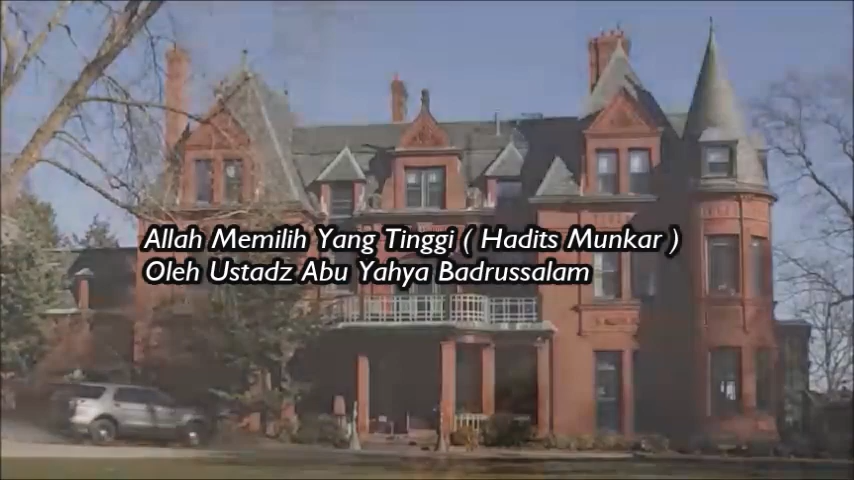 Allah Memilih Yang Tinggi ( Hadits Munkar )
Oleh Ustadz Abu Yahya Badrussalam